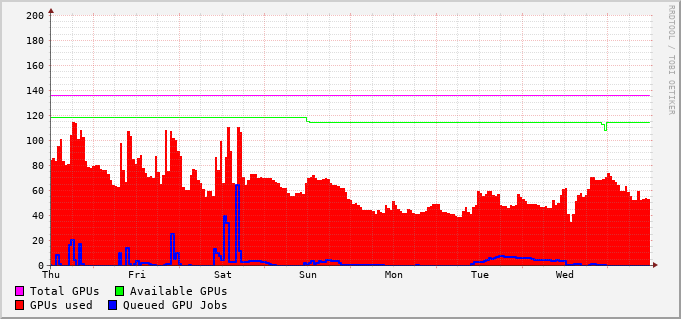 200
180
160
140
120
100
80
60
40
20
0
Thu Fri Sat Sun Mon Tue Wed
Total GPUs Available GPUs
GPUs used Queued GPU Jobs
RRDTOOL / TOBI OETIKER